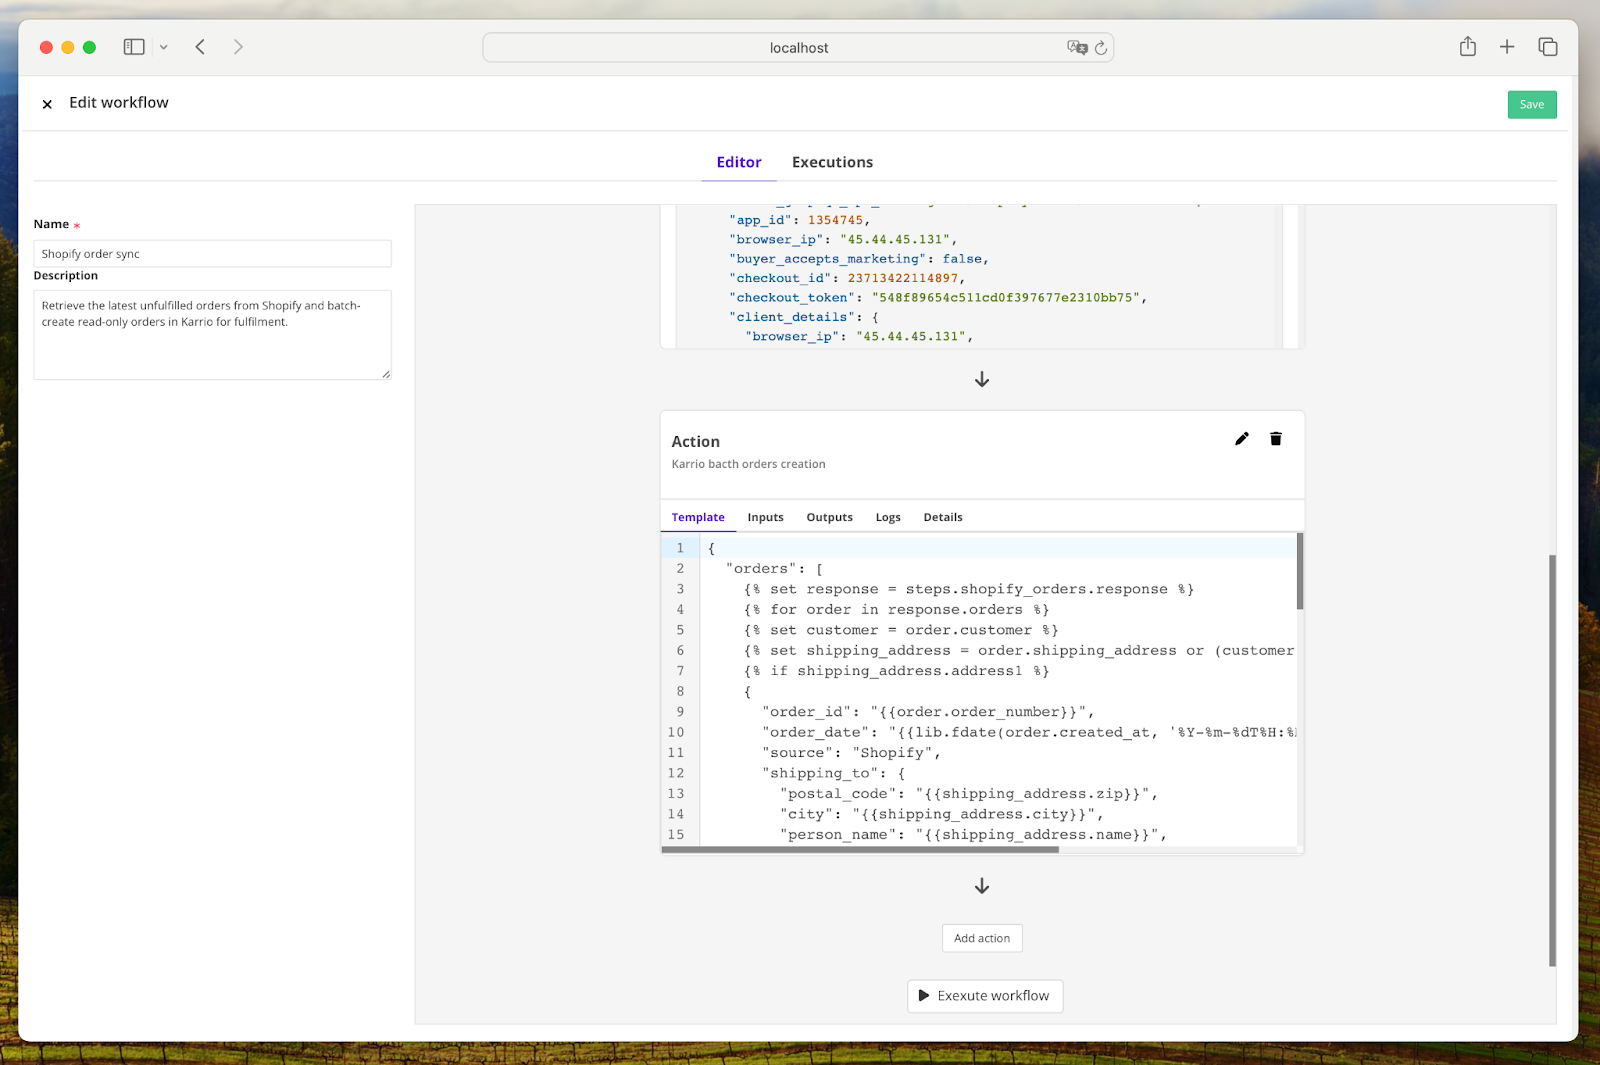 localhost
Edit workflow
Save
Editor
Executions
Name *
Shopify order sync
Description
Retrieve the latest unfulfilled orders from Shopify and batch-
create read-only orders in Karrio for fulfilment.
"app_id": 1354745,
"browser_ip": "45.44.45.131",
"buyer_accepts_marketing": false,
"checkout_id": 23713422114897,
"checkout_token": "548f89654c511cd0f397677e2310bb75",
"client_details": {
"browser_ip": "45.44.45.131",
Action
Karrio bacth orders creation
Template Inputs Outputs Logs Details
1 {
2 "orders": [
3 {% set response = steps.shopify_orders.response %}
4 {% for order in response.orders %}
5 {% set customer = order.customer %}
6 {% set shipping_address = order.shipping_address or (customer
7 {% if shipping_address.address1 %}
8 {
9 "order_id": "{{order.order_number}}",
10 "order_date": "{{lib.fdate(order.created_at, '%Y-%m-%dT%H:%
11 "source": "Shopify",
12 "shipping_to": {
13 "postal_code": "{{shipping_address.zip}}",
14 "city": "{{shipping_address.city}}",
15 "person_name": "{{shipping_address.name}}",
Add action
Exexute workflow